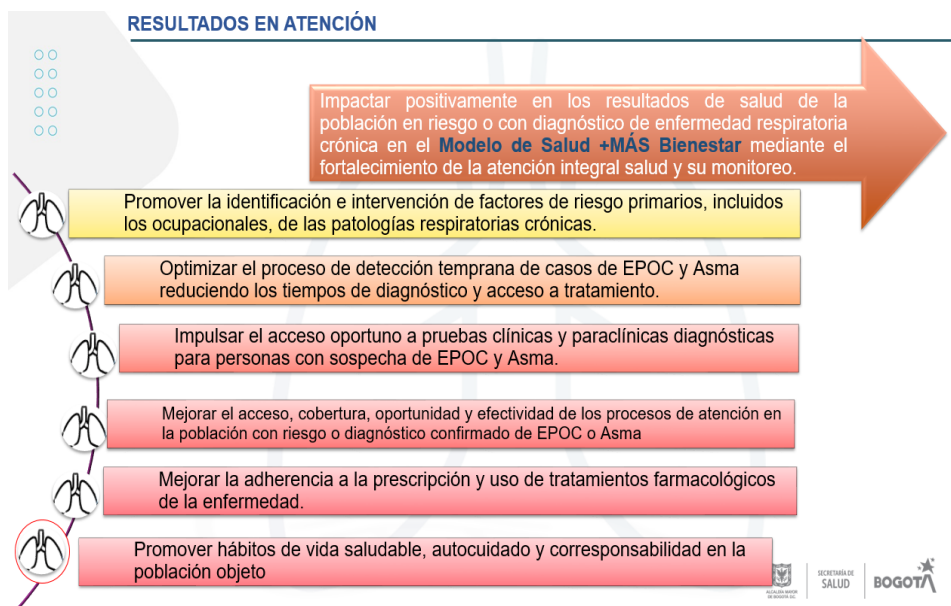 RESULTADOS EN ATENCIÓN
Impactar positivamente en los resultados de salud de la
población en riesgo o con diagnóstico de enfermedad respiratoria
crónica en el Modelo de Salud +MÁS Bienestar mediante el
fortalecimiento de la atención integral salud y su monitoreo.
Promover la identificación e intervención de factores de riesgo primarios, incluidos
los ocupacionales, de las patologías respiratorias crónicas.
Optimizar el proceso de detección temprana de casos de EPOC y Asma
reduciendo los tiempos de diagnóstico y acceso a tratamiento.
Impulsar el acceso oportuno a pruebas clínicas y paraclínicas diagnósticas
para personas con sospecha de EPOC y Asma.
Mejorar el acceso, cobertura, oportunidad y efectividad de los procesos de atención en
la población con riesgo o diagnóstico confirmado de EPOC o Asma
Mejorar la adherencia a la prescripción y uso de tratamientos farmacológicos
de la enfermedad.
Promover hábitos de vida saludable, autocuidado y corresponsabilidad en la
población objeto
ALCALDÍA MAYOR
DE BOGOTÁ D.C.
SECRETARÍA DE
SALUD
BOGOTÁ